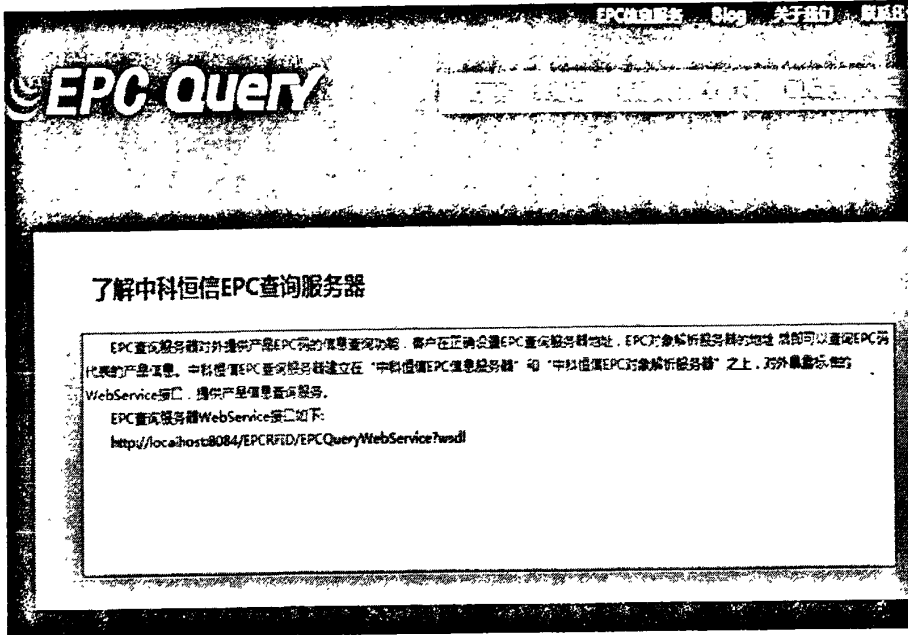 EPC信息服务 Blog 关于我们
EPC Query
了解中科恒信EPC查询服务器
EPC查询服务器对外提供产品EPC码的信息查询功能，客户在正确设置EPC查询服务器地址，EPC对象解析服务器的地址 就即可以查询EPC码
代表的产品信息。中科恒信EPC查询服务器建立在“中科恒信EPC信息服务器”和“中科恒信EPC对象解析服务器”之上，对外暴露标准的
WebService接口，提供产品信息查询服务。
EPC查询服务器WebService接口如下:
http://localhost:8084/EPCRFID/EPCQueryWebService?wsdl